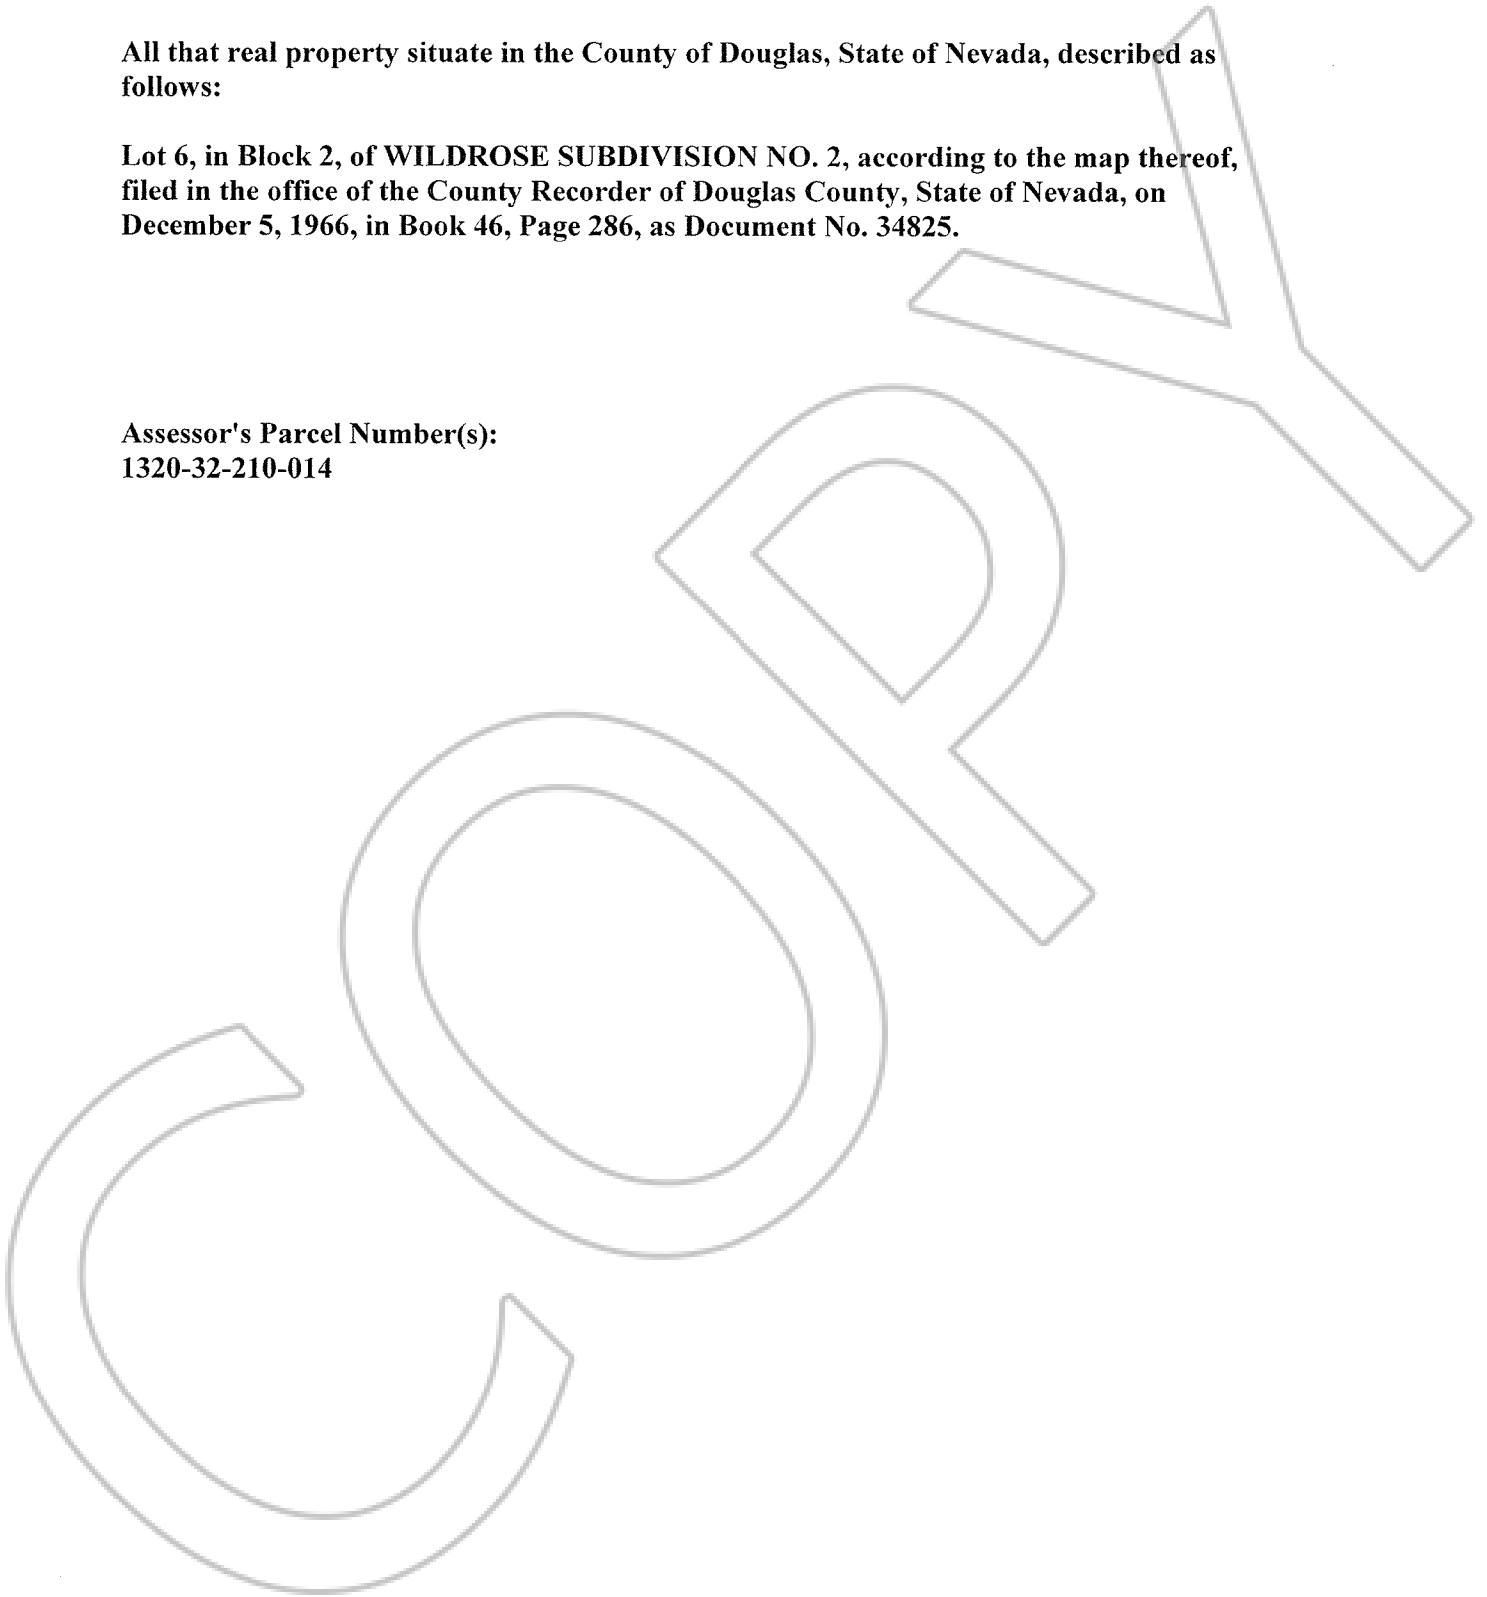 All that real property situate in the County of Douglas, State of Nevada, described as
follows:
Lot 6, in Block 2, of WILDROSE SUBDIVISION NO. 2, according to the map thereof,
filed in the office of the County Recorder of Douglas County, State of Nevada, on
December 5, 1966, in Book 46, Page 286, as Document No. 34825.
Assessor's Parcel Number(s):
1320-32-210-014
COPY